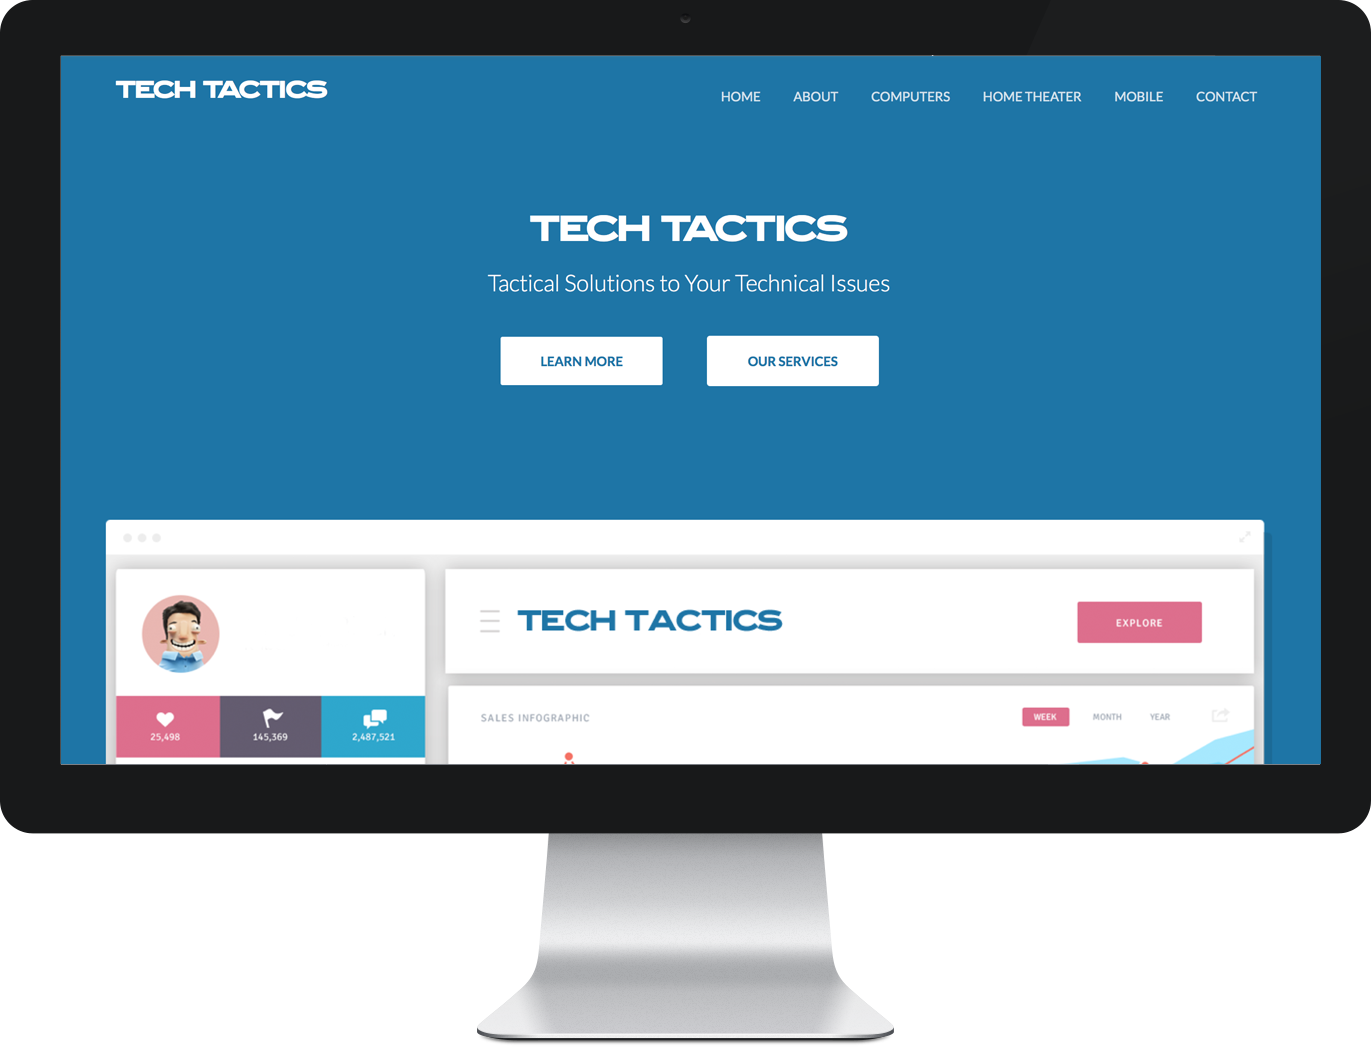 TECH TACTICS
HOME ABOUT COMPUTERS HOME THEATER MOBILE CONTACT
TECH TACTICS
Tactical Solutions to Your Technical Issues
LEARN MORE OUR SERVICES
TECH TACTICS
EXPLORE
25,498 145,369 2,487,521
SALES INFOGRAPHIC WEEK MONTH YEAR